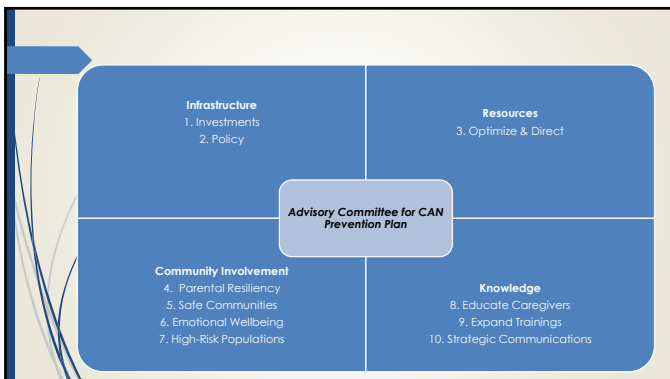 Infrastructure
1. Investments
2. Policy
Resources
3. Optimize & Direct
Advisory Committee for CAN
Prevention Plan
Community Involvement
4. Parental Resiliency
5. Safe Communities
6. Emotional Wellbeing
7. High-Risk Populations
Knowledge
8. Educate Caregivers
9. Expand Trainings
10. Strategic Communications